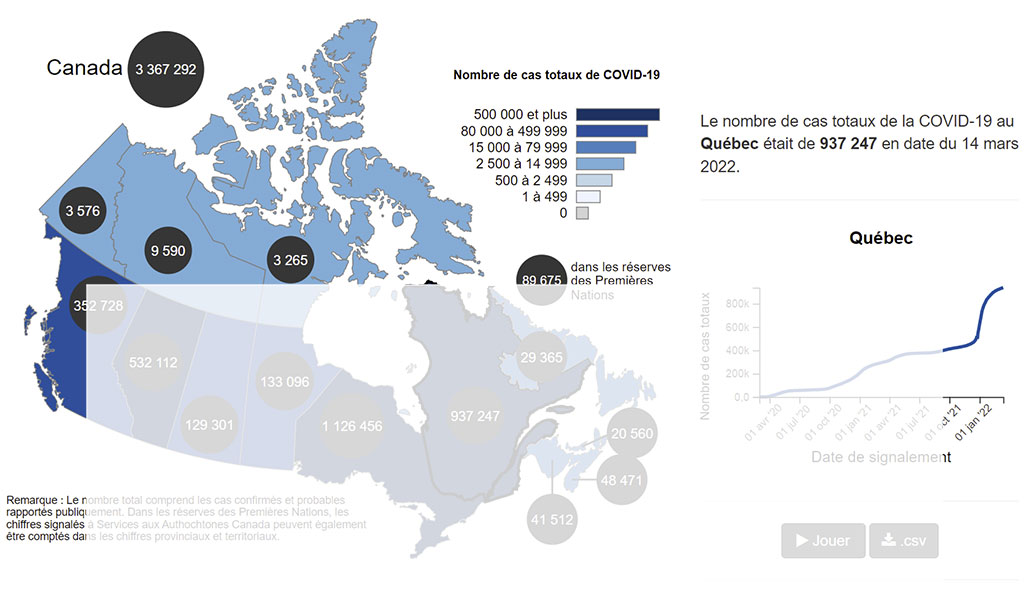 Canada 3 367 292
Nombre de cas totaux de COVID-19
500 000 et plus
80 000 à 499 999
15 000 à 79 999
2 500 à 14 999
500 à 2 499
1 à 499
0
3 576
9 590
3 265
89 675
dans les réserves
des Premières
Nations
352 728
532 112
129 301
133 096
1 126 456
937 247
29 365
20 560
48 471
41 512
Remarque : Le nombre total comprend les cas confirmés et probables
rapportés publiquement. Dans les réserves des Premières Nations, les
chiffres signalés à Services aux Authochtones Canada peuvent également
être comptés dans les chiffres provinciaux et territoriaux.
Le nombre de cas totaux de la COVID-19 au
Québec était de 937 247 en date du 14 mars
2022.
Québec
Nombre de cas totaux
800k
600k
400k
200k
0.0
01 avr '20
01 jul '20
01 oct '20
01 jan '21
01 avr '21
01 jul '21
01 oct '21
01 jan '22
Date de signalement
Jouer
.csv